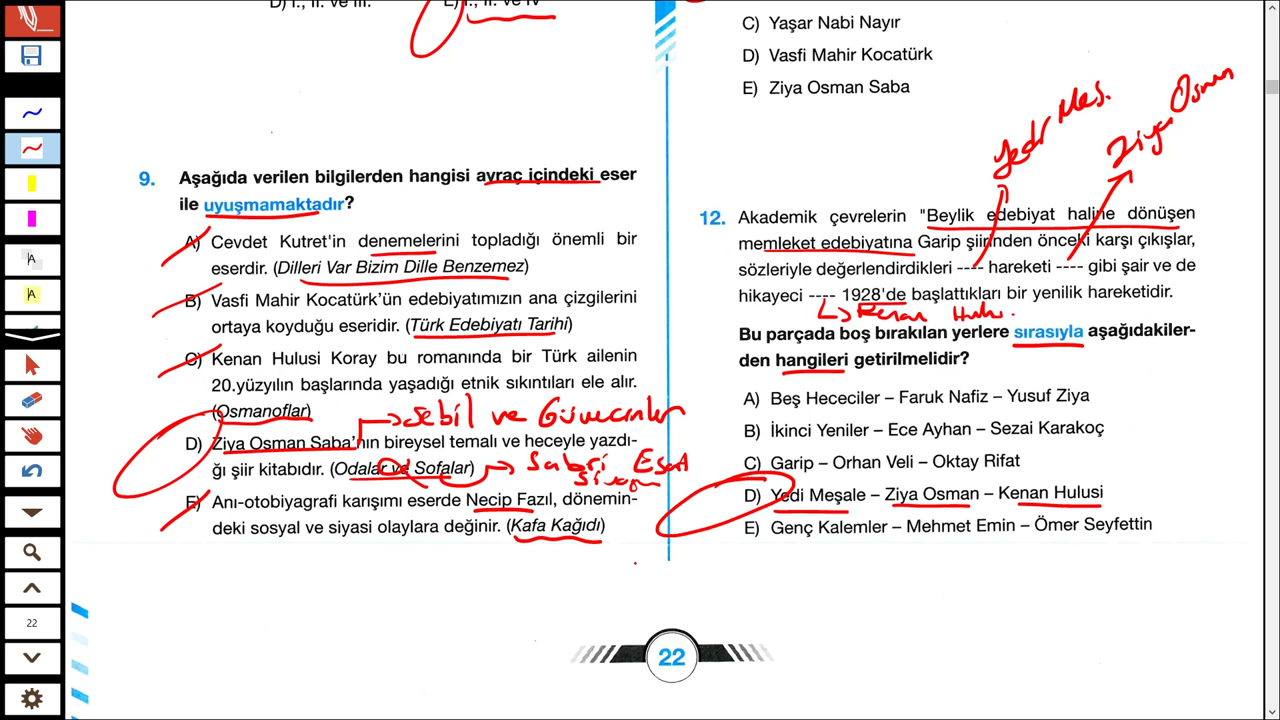 D) I., II. ve III.
E) I., II. ve IV
9. Aşağıda verilen bilgilerden hangisi ayraç içindeki eser
ile uyuşmamaktadır?
A) Cevdet Kutret'in denemelerini topladığı önemli bir
eserdir. (Dilleri Var Bizim Dille Benzemez)
B) Vasfi Mahir Kocatürk'ün edebiyatımızın ana çizgilerini
ortaya koyduğu eseridir. (Türk Edebiyatı Tarihi)
C) Kenan Hulusi Koray bu romanında bir Türk ailenin
20.yüzyılın başlarında yaşadığı etnik sıkıntıları ele alır.
(Osmanoflar)
Sebil ve Güvercinler
D) Ziya Osman Saba'nın bireysel temalı ve heceyle yazdı-
ğı şiir kitabıdır. (Odalar ve Sofalar)
Sabri Esat
E) Anı-otobiyagrafi karışımı eserde Necip Fazıl, dönemin-
deki sosyal ve siyasi olaylara değinir. (Kafa Kağıdı)
C) Yaşar Nabi Nayır
D) Vasfi Mahir Kocatürk
E) Ziya Osman Saba
Yedi Meş.
Ziya Osman
12. Akademik çevrelerin "Beylik edebiyat haline dönüşen
memleket edebiyatına Garip şiirinden önceki karşı çıkışlar,
sözleriyle değerlendirdikleri ---- hareketi ---- gibi şair ve de
hikayeci ---- 1928'de başlattıkları bir yenilik hareketidir.
Kenan Hulu.
Bu parçada boş bırakılan yerlere sırasıyla aşağıdakiler-
den hangileri getirilmelidir?
A) Beş Hececiler – Faruk Nafiz – Yusuf Ziya
B) İkinci Yeniler – Ece Ayhan – Sezai Karakoç
C) Garip – Orhan Veli – Oktay Rifat
D) Yedi Meşale – Ziya Osman – Kenan Hulusi
E) Genç Kalemler – Mehmet Emin – Ömer Seyfettin
22
22